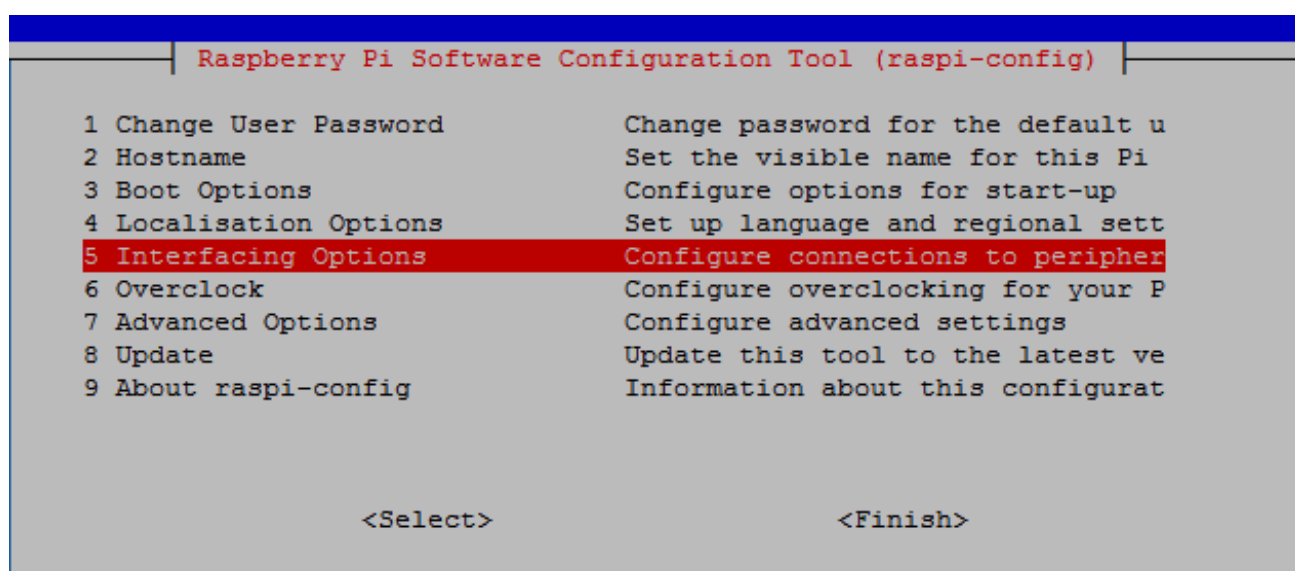 Raspberry Pi Software Configuration Tool (raspi-config)
1 Change User Password Change password for the default u
2 Hostname Set the visible name for this Pi
3 Boot Options Configure options for start-up
4 Localisation Options Set up language and regional sett
5 Interfacing Options Configure connections to peripher
6 Overclock Configure overclocking for your P
7 Advanced Options Configure advanced settings
8 Update Update this tool to the latest ve
9 About raspi-config Information about this configurat
<Select> <Finish>